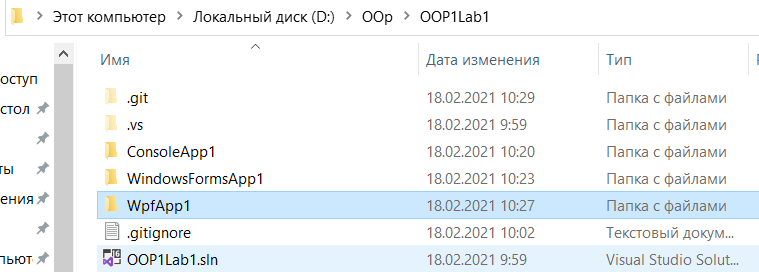 Этот компьютер > Локальный диск (D:) > OOp > OOP1Lab1
Имя Дата изменения Тип
оступ
стол
ты
ения
пьют
.git 18.02.2021 10:29 Папка с файлами
.vs 18.02.2021 9:59 Папка с файлами
ConsoleApp1 18.02.2021 10:20 Папка с файлами
WindowsFormsApp1 18.02.2021 10:23 Папка с файлами
WpfApp1 18.02.2021 10:27 Папка с файлами
.gitignore 18.02.2021 10:02 Текстовый докум...
OOP1Lab1.sln 18.02.2021 9:59 Visual Studio Solut...